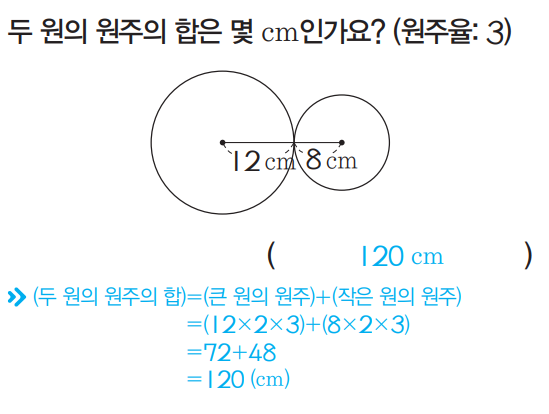 두 원의 원주의 합은 몇 cm인가요? (원주율: 3)
12 cm 8 cm
( 120 cm )
(두 원의 원주의 합)=(큰 원의 원주)+(작은 원의 원주)
=(12×2×3)+(8×2×3)
=72+48
=120 (cm)